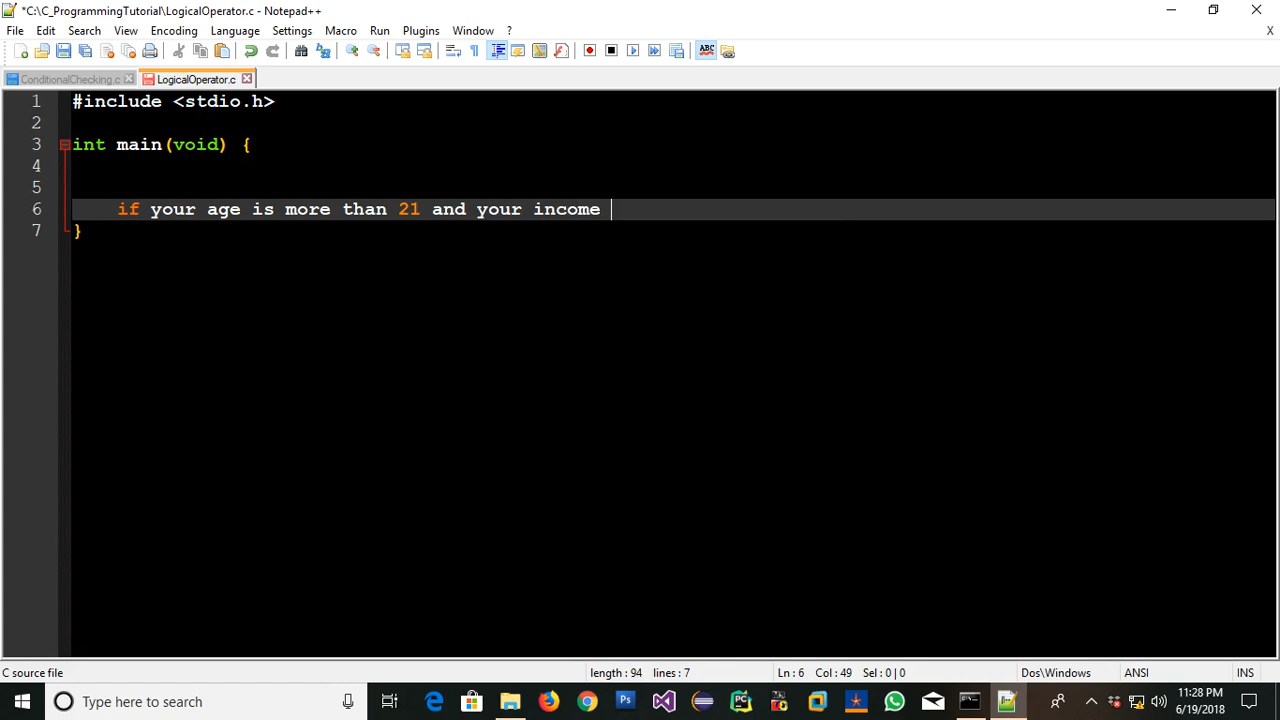 *C:\C_ProgrammingTutorial\LogicalOperator.c - Notepad++
File Edit Search View Encoding Language Settings Macro Run Plugins Window ? X
ABC
ConditionalChecking.c LogicalOperator.c
1 #include <stdio.h>
2
3 int main(void) {
4
5
6 if your age is more than 21 and your income
7 }
C source file length : 94 lines : 7 Ln : 6 Col : 49 Sel : 0 | 0 Dos\Windows ANSI INS
Type here to search
11:28 PM
6/19/2018